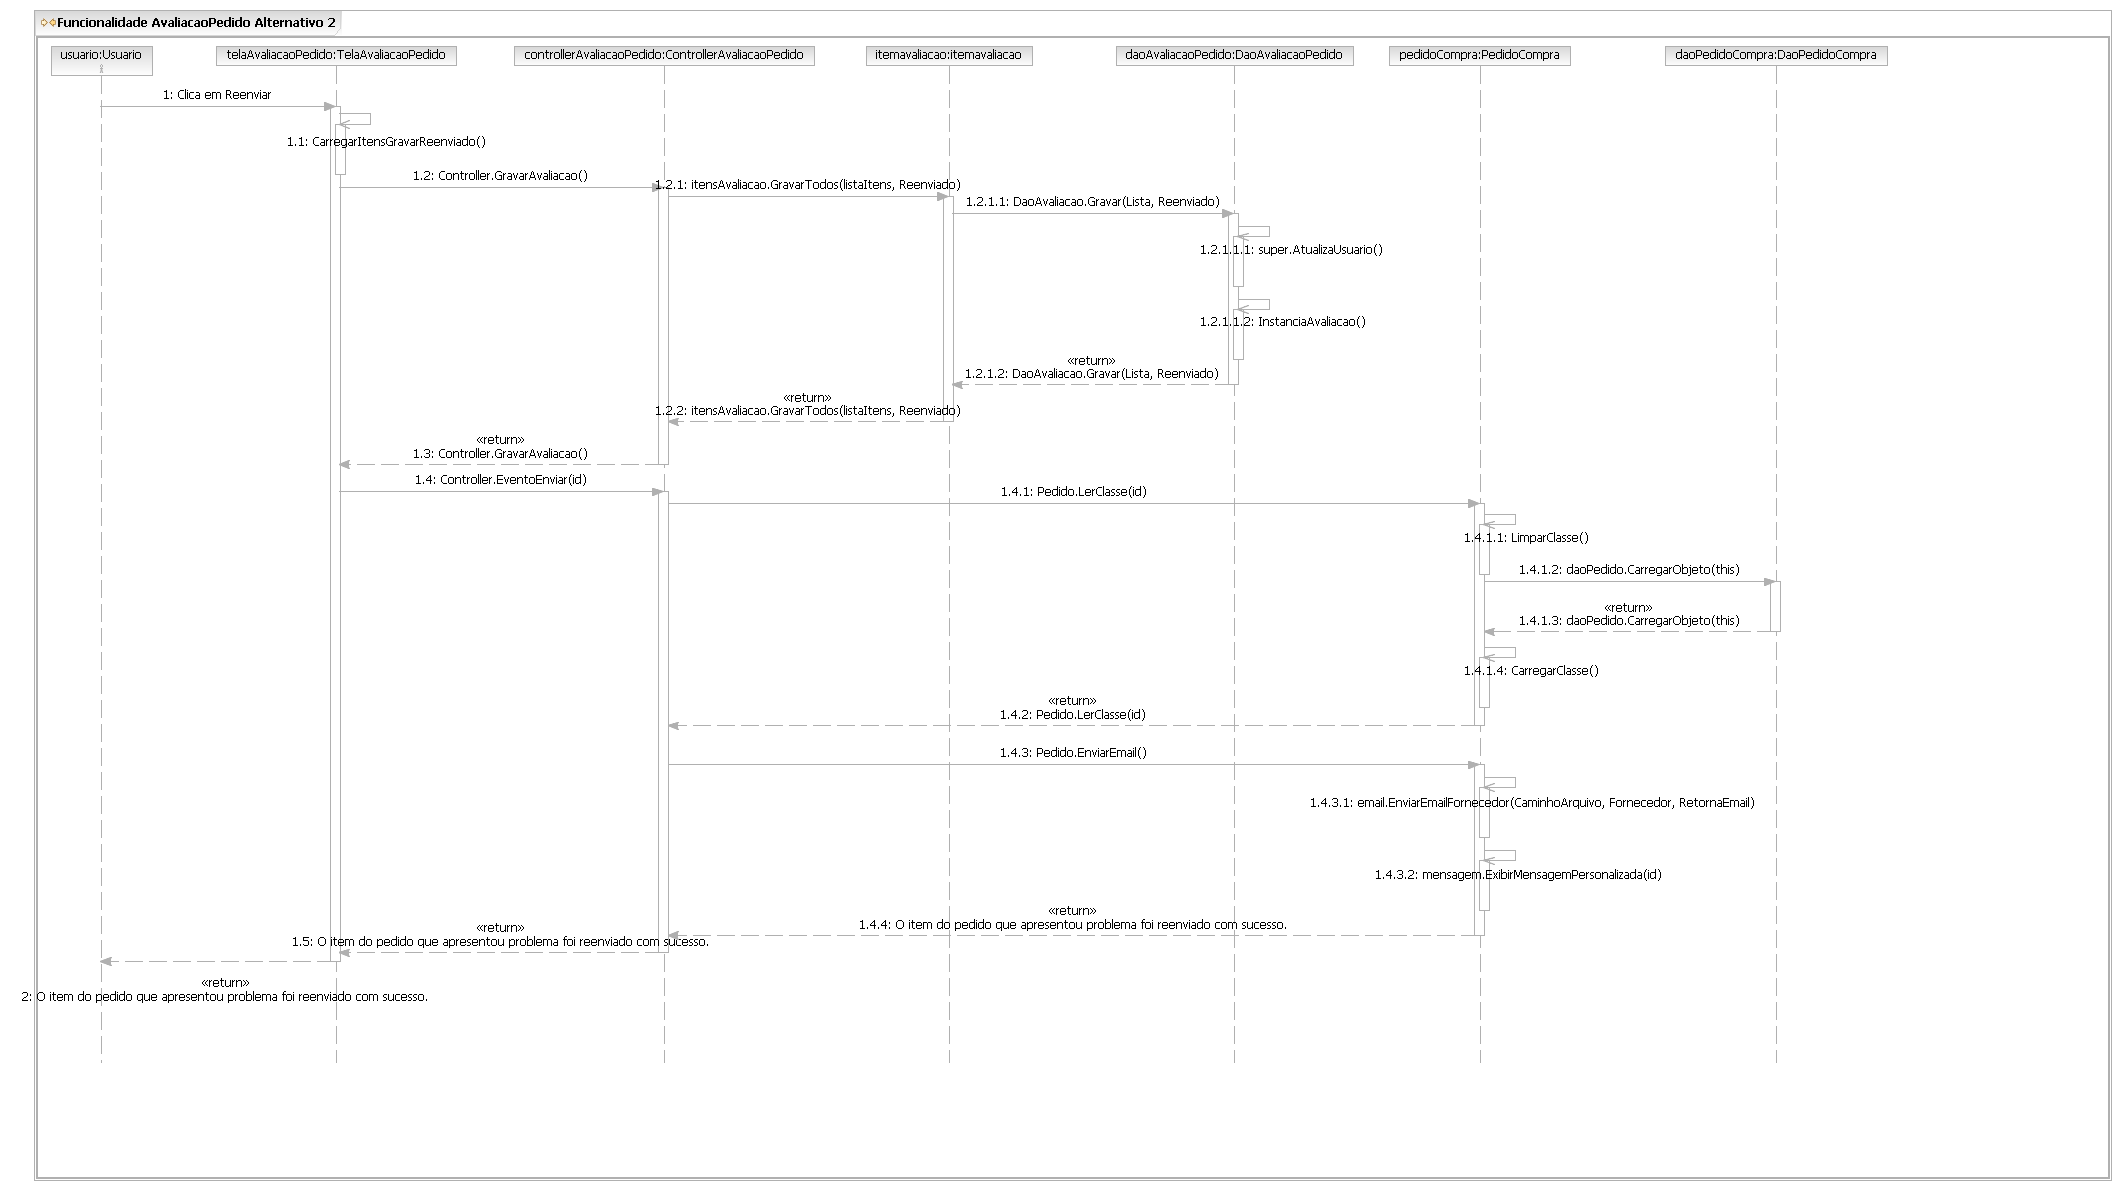 Funcionalidade AvaliacaoPedido Alternativo 2
usuario:Usuario
telaAvaliacaoPedido:TelaAvaliacaoPedido
controllerAvaliacaoPedido:ControllerAvaliacaoPedido
itemavaliacao:itemavaliacao
daoAvaliacaoPedido:DaoAvaliacaoPedido
pedidoCompra:PedidoCompra
daoPedidoCompra:DaoPedidoCompra
1: Clica em Reenviar
1.1: CarregarItensGravarReenviado()
1.2: Controller.GravarAvaliacao()
1.2.1: itensAvaliacao.GravarTodos(listaItens, Reenviado)
1.2.1.1: DaoAvaliacao.Gravar(Lista, Reenviado)
1.2.1.1.1: super.AtualizaUsuario()
1.2.1.1.2: InstanciaAvaliacao()
«return»
1.2.1.2: DaoAvaliacao.Gravar(Lista, Reenviado)
«return»
1.2.2: itensAvaliacao.GravarTodos(listaItens, Reenviado)
«return»
1.3: Controller.GravarAvaliacao()
1.4: Controller.EventoEnviar(id)
1.4.1: Pedido.LerClasse(id)
1.4.1.1: LimparClasse()
1.4.1.2: daoPedido.CarregarObjeto(this)
«return»
1.4.1.3: daoPedido.CarregarObjeto(this)
1.4.1.4: CarregarClasse()
«return»
1.4.2: Pedido.LerClasse(id)
1.4.3: Pedido.EnviarEmail()
1.4.3.1: email.EnviarEmailFornecedor(CaminhoArquivo, Fornecedor, RetornaEmail)
1.4.3.2: mensagem.ExibirMensagemPersonalizada(id)
«return»
1.4.4: O item do pedido que apresentou problema foi reenviado com sucesso.
«return»
1.5: O item do pedido que apresentou problema foi reenviado com sucesso.
«return»
2: O item do pedido que apresentou problema foi reenviado com sucesso.